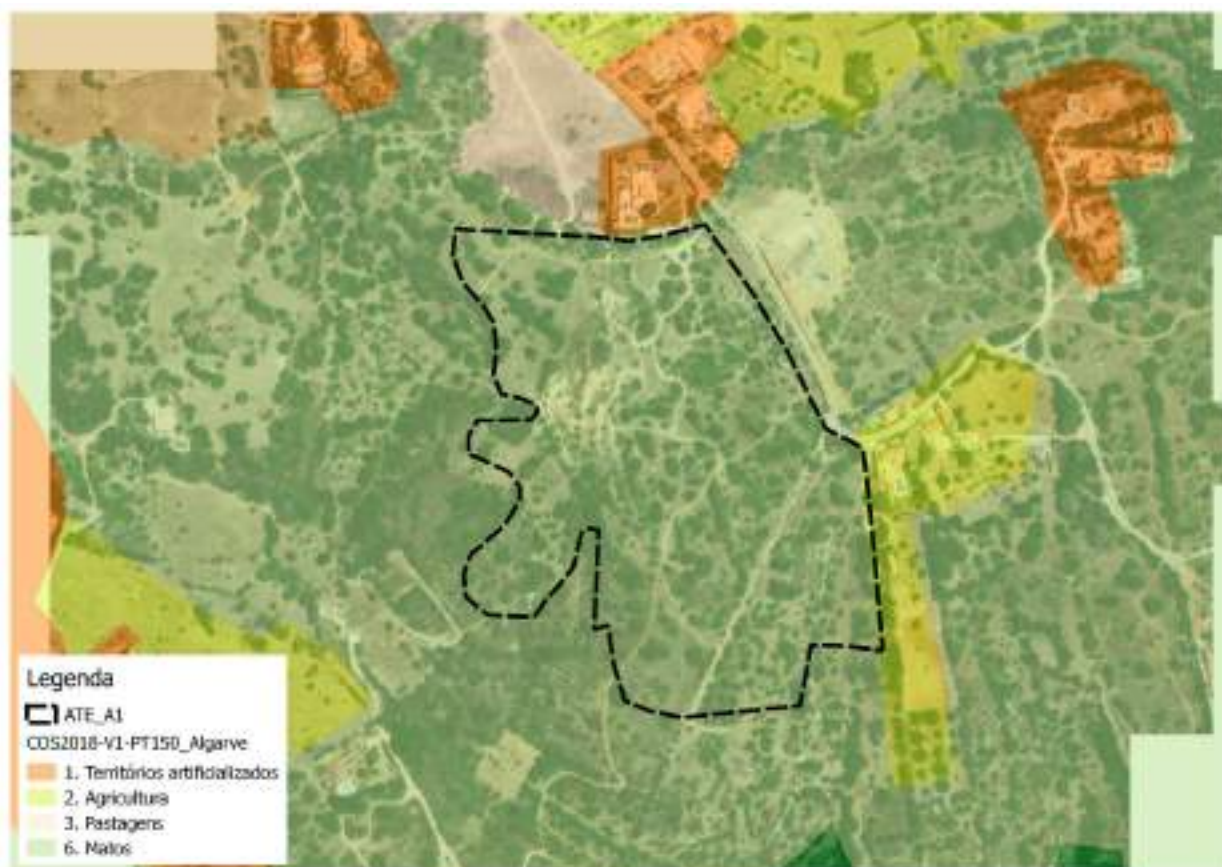 Legenda
ATE_A1
COS2018-V1-PT150_Algarve
1. Territórios artificializados
2. Agricultura
3. Pastagens
6. Matos